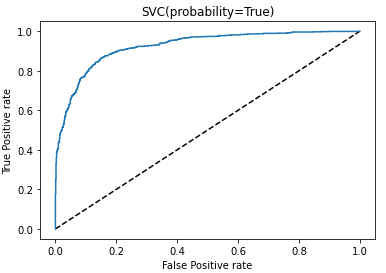 SVC(probability=True)
1.0
0.8
0.6
0.4
0.2
0.0
True Positive rate
0.0 0.2 0.4 0.6 0.8 1.0
False Positive rate